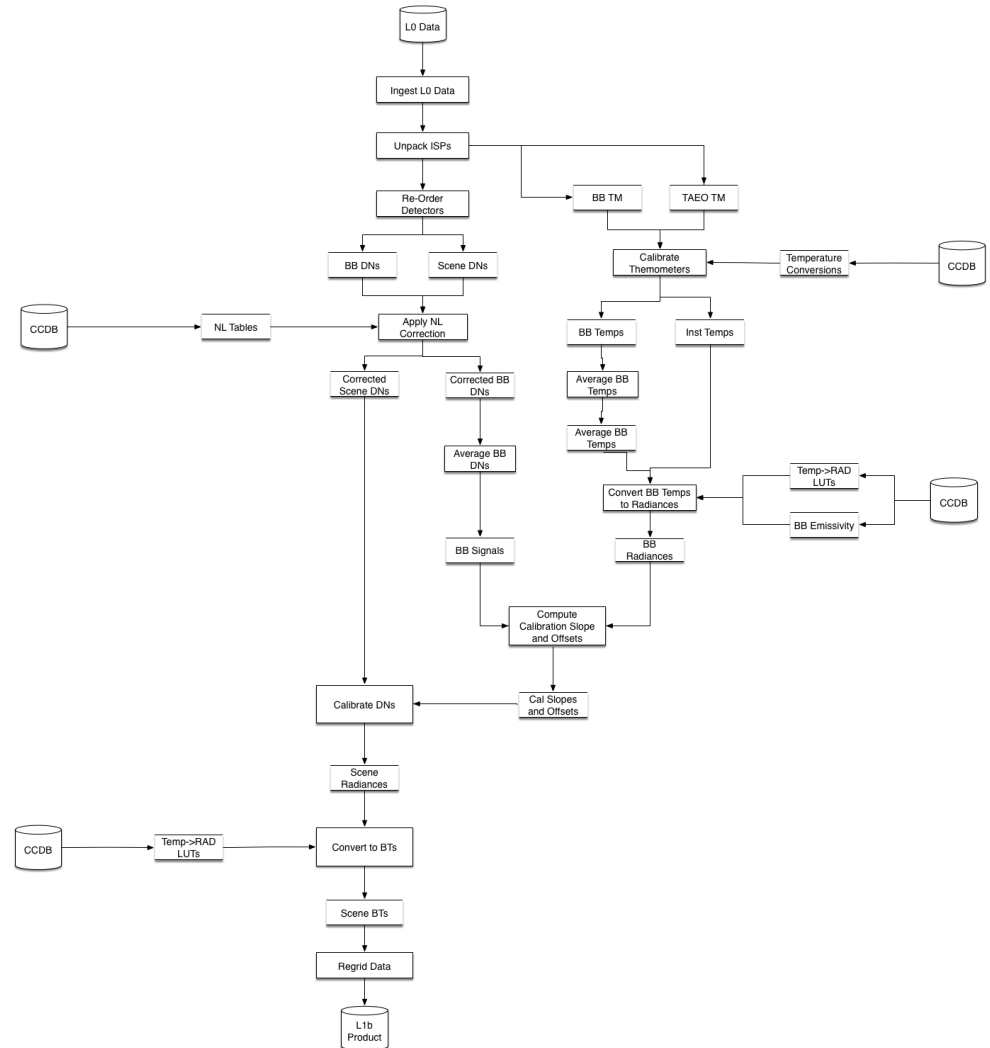 L0 Data
Ingest L0 Data
Unpack ISPs
Re-Order
Detectors
BB TM
TAEO TM
BB DNs
Scene DNs
Calibrate
Themometers
Temperature
Conversions
CCDB
CCDB
NL Tables
Apply NL
Correction
BB Temps
Inst Temps
Corrected
Scene DNs
Corrected BB
DNs
Average BB
Temps
Average BB
DNs
Average BB
Temps
Convert BB Temps
to Radiances
Temp->RAD
LUTs
BB Emissivity
CCDB
BB Signals
BB
Radiances
Compute
Calibration Slope
and Offsets
Calibrate DNs
Cal Slopes
and Offsets
Scene
Radiances
CCDB
Temp->RAD
LUTs
Convert to BTs
Scene BTs
Regrid Data
L1b
Product